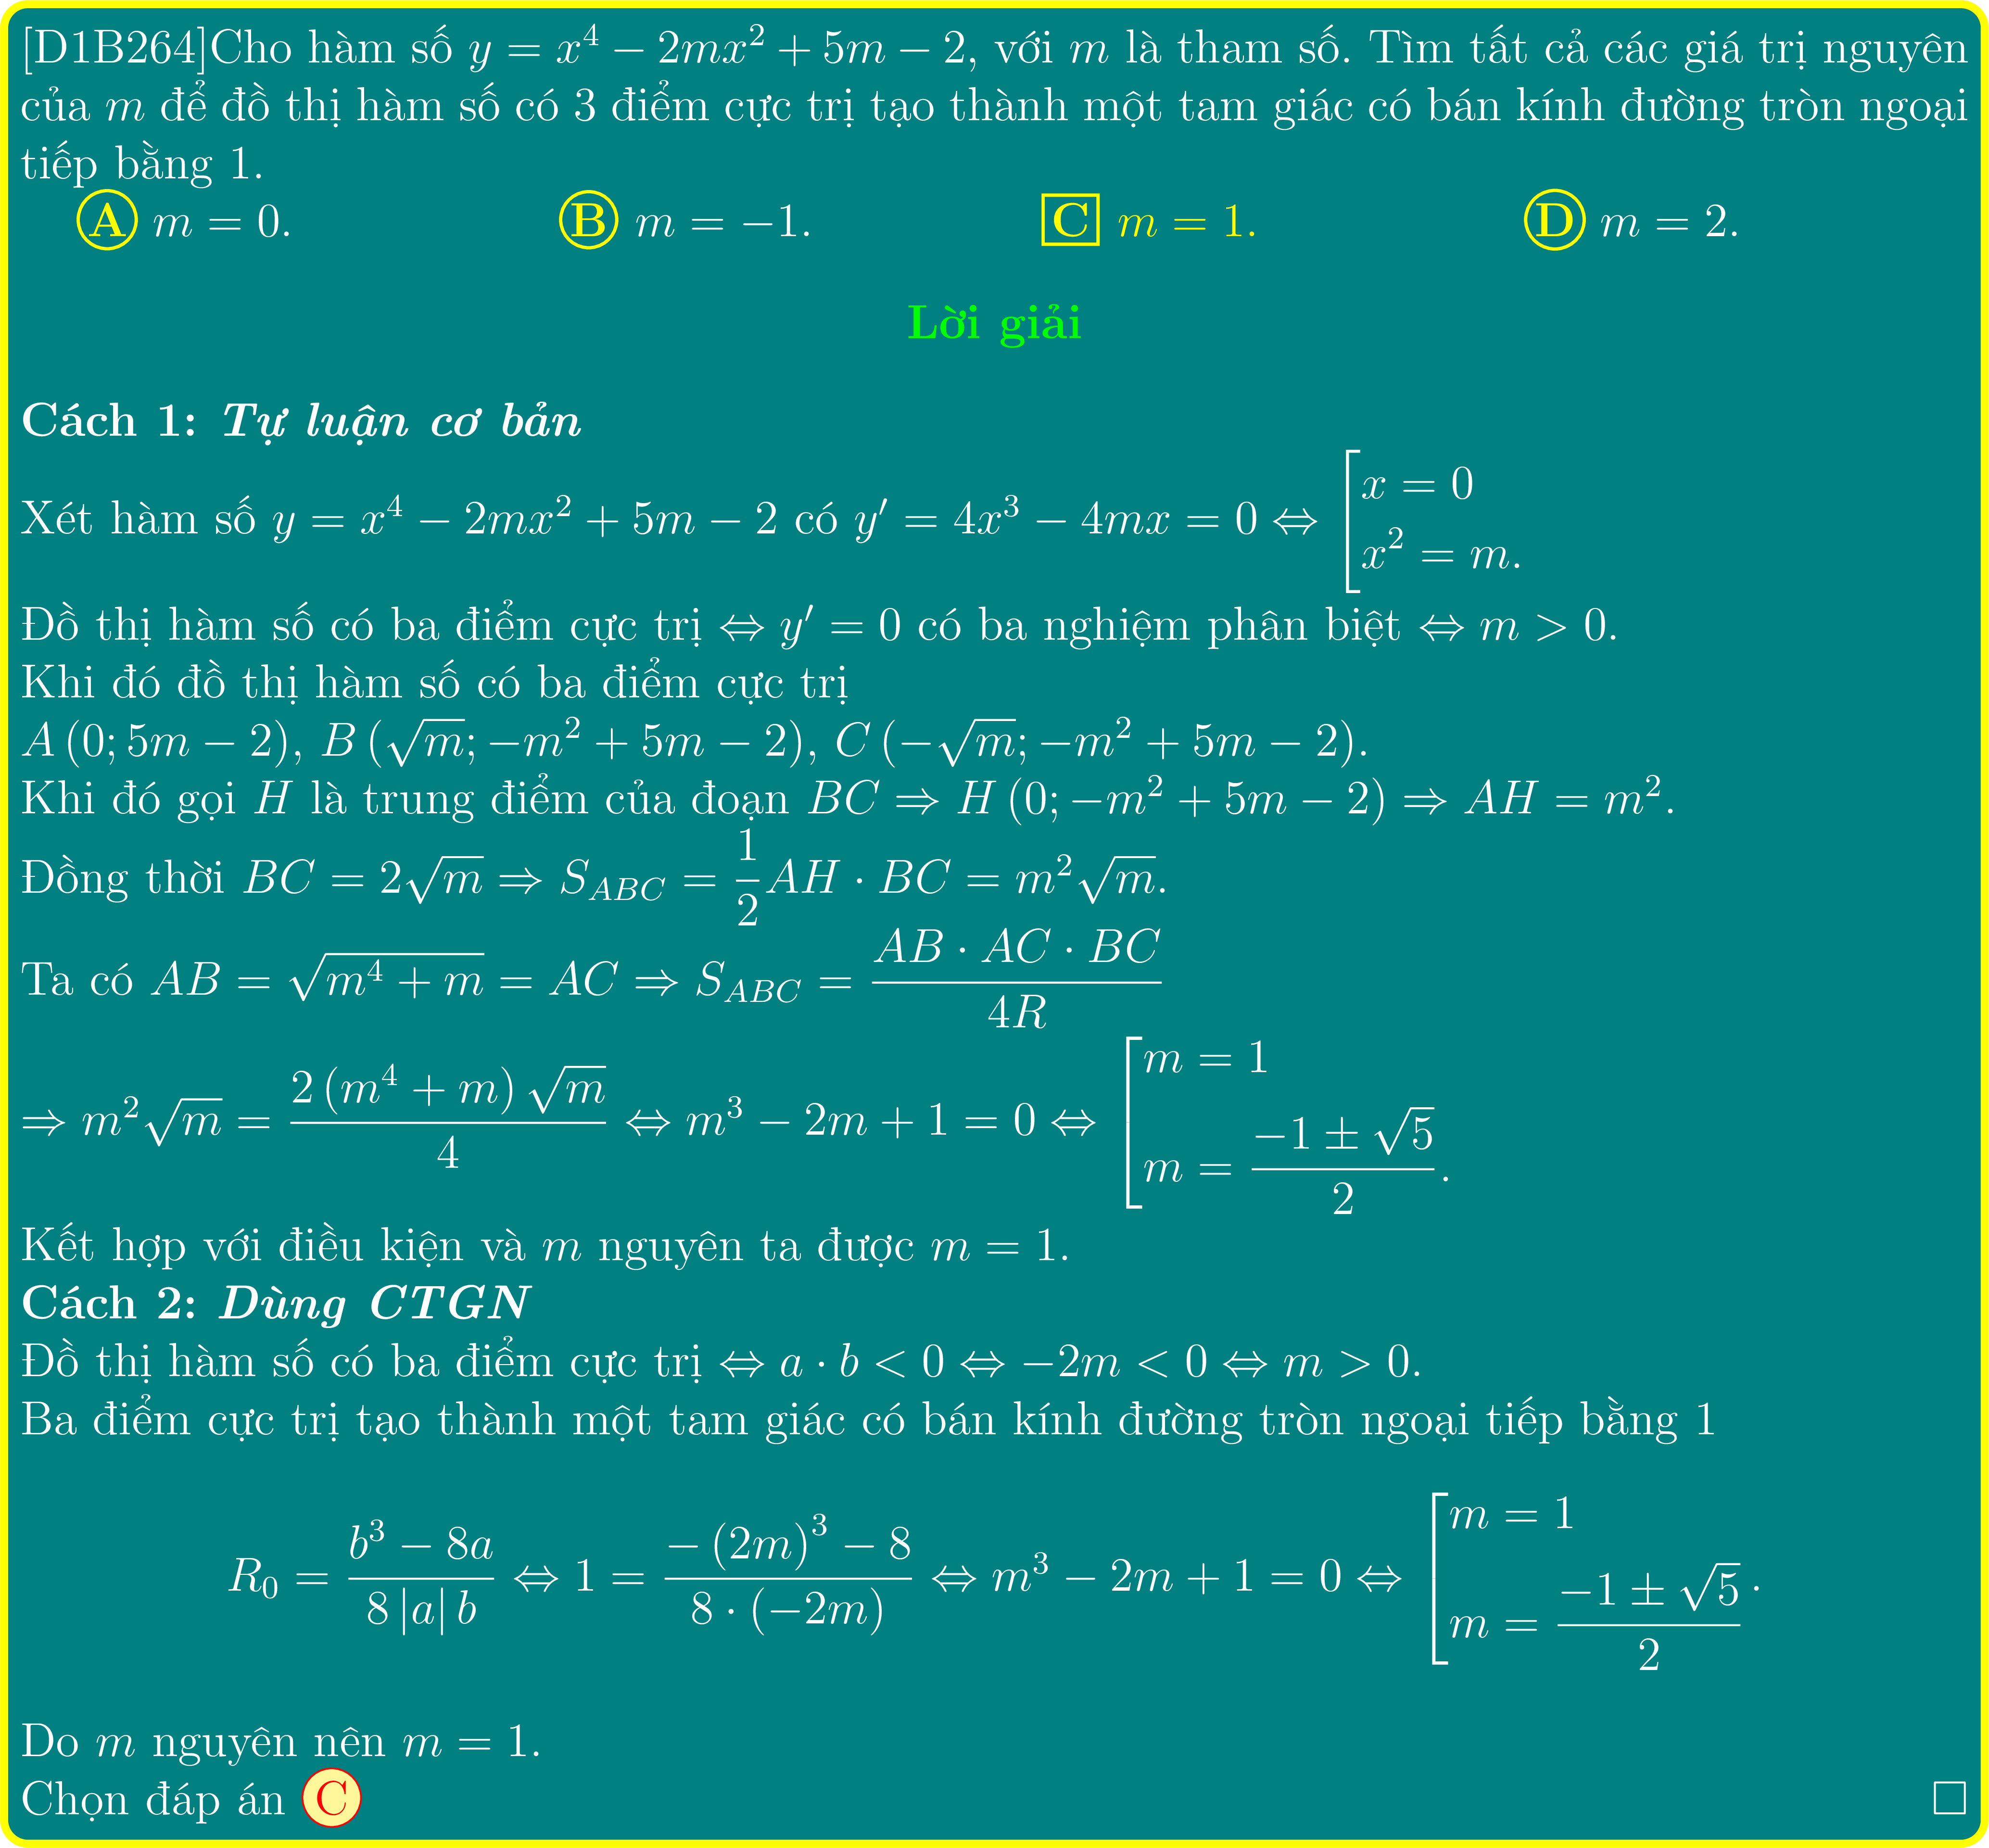 [D1B264]Cho hàm số $y = x^4 - 2mx^2 + 5m - 2$, với $m$ là tham số. Tìm tất cả các giá trị nguyên
của $m$ để đồ thị hàm số có 3 điểm cực trị tạo thành một tam giác có bán kính đường tròn ngoại
tiếp bằng 1.
A $m = 0$. B $m = -1$. C $m = 1$. D $m = 2$.
Lời giải
Cách 1: Tự luận cơ bản
Xét hàm số $y = x^4 - 2mx^2 + 5m - 2$ có $y' = 4x^3 - 4mx = 0 \Leftrightarrow \left[\begin{array}{l} x = 0 \\ x^2 = m. \end{array}\right.$
Đồ thị hàm số có ba điểm cực trị $\Leftrightarrow y' = 0$ có ba nghiệm phân biệt $\Leftrightarrow m > 0$.
Khi đó đồ thị hàm số có ba điểm cực trị
$A\,(0; 5m - 2)$, $B\,(\sqrt{m}; -m^2 + 5m - 2)$, $C\,(-\sqrt{m}; -m^2 + 5m - 2)$.
Khi đó gọi $H$ là trung điểm của đoạn $BC \Rightarrow H\,(0; -m^2 + 5m - 2) \Rightarrow AH = m^2$.
Đồng thời $BC = 2\sqrt{m} \Rightarrow S_{ABC} = \frac{1}{2}AH \cdot BC = m^2\sqrt{m}$.
Ta có $AB = \sqrt{m^4 + m} = AC \Rightarrow S_{ABC} = \frac{AB \cdot AC \cdot BC}{4R}$
$\Rightarrow m^2\sqrt{m} = \frac{2\,(m^4 + m)\,\sqrt{m}}{4} \Leftrightarrow m^3 - 2m + 1 = 0 \Leftrightarrow \left[\begin{array}{l} m = 1 \\ m = \frac{-1 \pm \sqrt{5}}{2}. \end{array}\right.$
Kết hợp với điều kiện và $m$ nguyên ta được $m = 1$.
Cách 2: Dùng CTGN
Đồ thị hàm số có ba điểm cực trị $\Leftrightarrow a \cdot b < 0 \Leftrightarrow -2m < 0 \Leftrightarrow m > 0$.
Ba điểm cực trị tạo thành một tam giác có bán kính đường tròn ngoại tiếp bằng 1
$R_0 = \frac{b^3 - 8a}{8\,|a|\,b} \Leftrightarrow 1 = \frac{-\,(2m)^3 - 8}{8 \cdot (-2m)} \Leftrightarrow m^3 - 2m + 1 = 0 \Leftrightarrow \left[\begin{array}{l} m = 1 \\ m = \frac{-1 \pm \sqrt{5}}{2} \end{array}\right.$.
Do $m$ nguyên nên $m = 1$.
Chọn đáp án C □